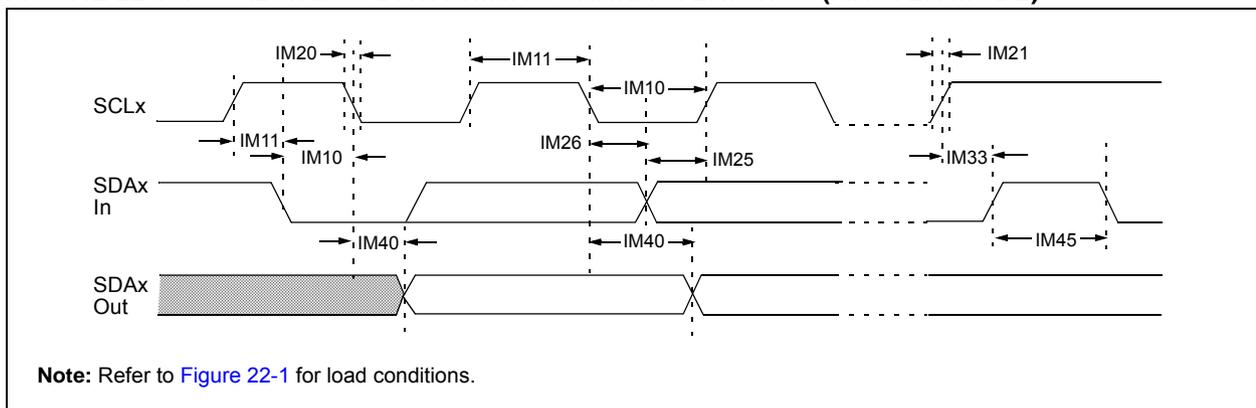 IM20
IM11
IM21
IM10
SCLx
IM11
IM26
IM10
IM25
IM33
SDAx
In
IM40
IM40
IM45
SDAx
Out
Note: Refer to Figure 22-1 for load conditions.